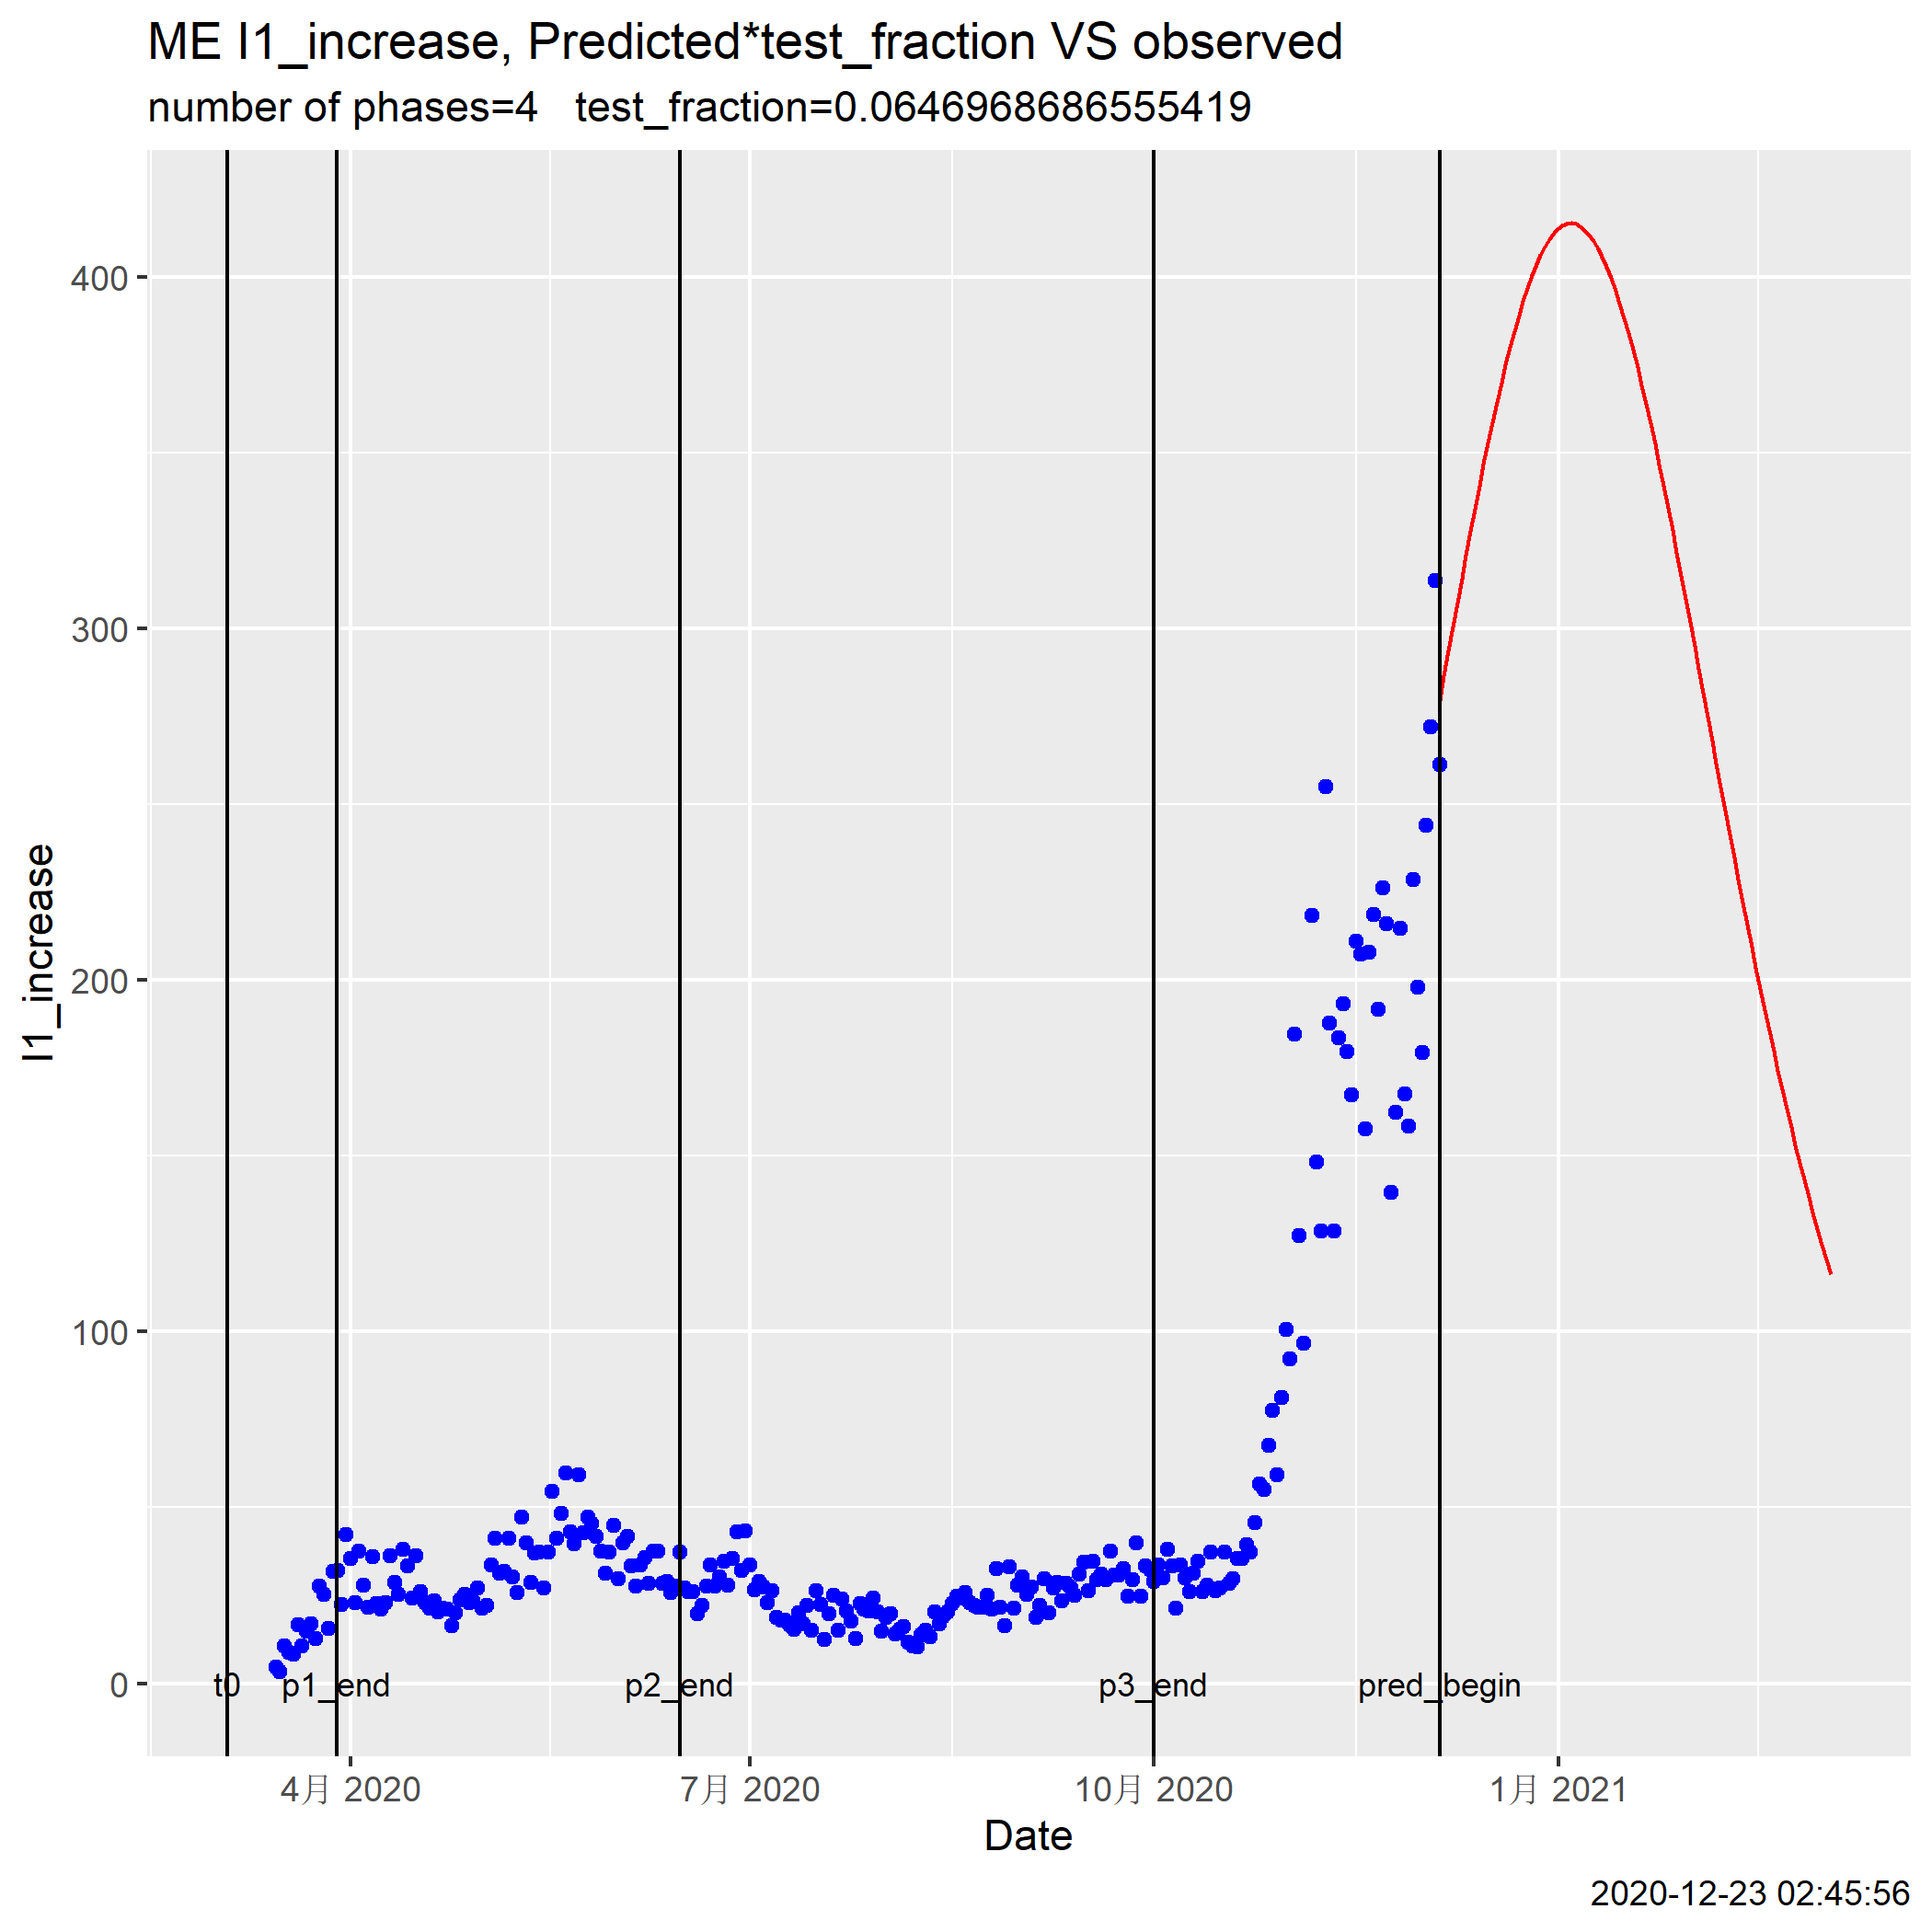 ME I1_increase, Predicted*test_fraction VS observed
number of phases=4   test_fraction=0.0646968686555419
I1_increase
400
300
200
100
0
t0 p1_end p2_end p3_end pred_begin
4月 2020 7月 2020 10月 2020 1月 2021
Date
2020-12-23 02:45:56